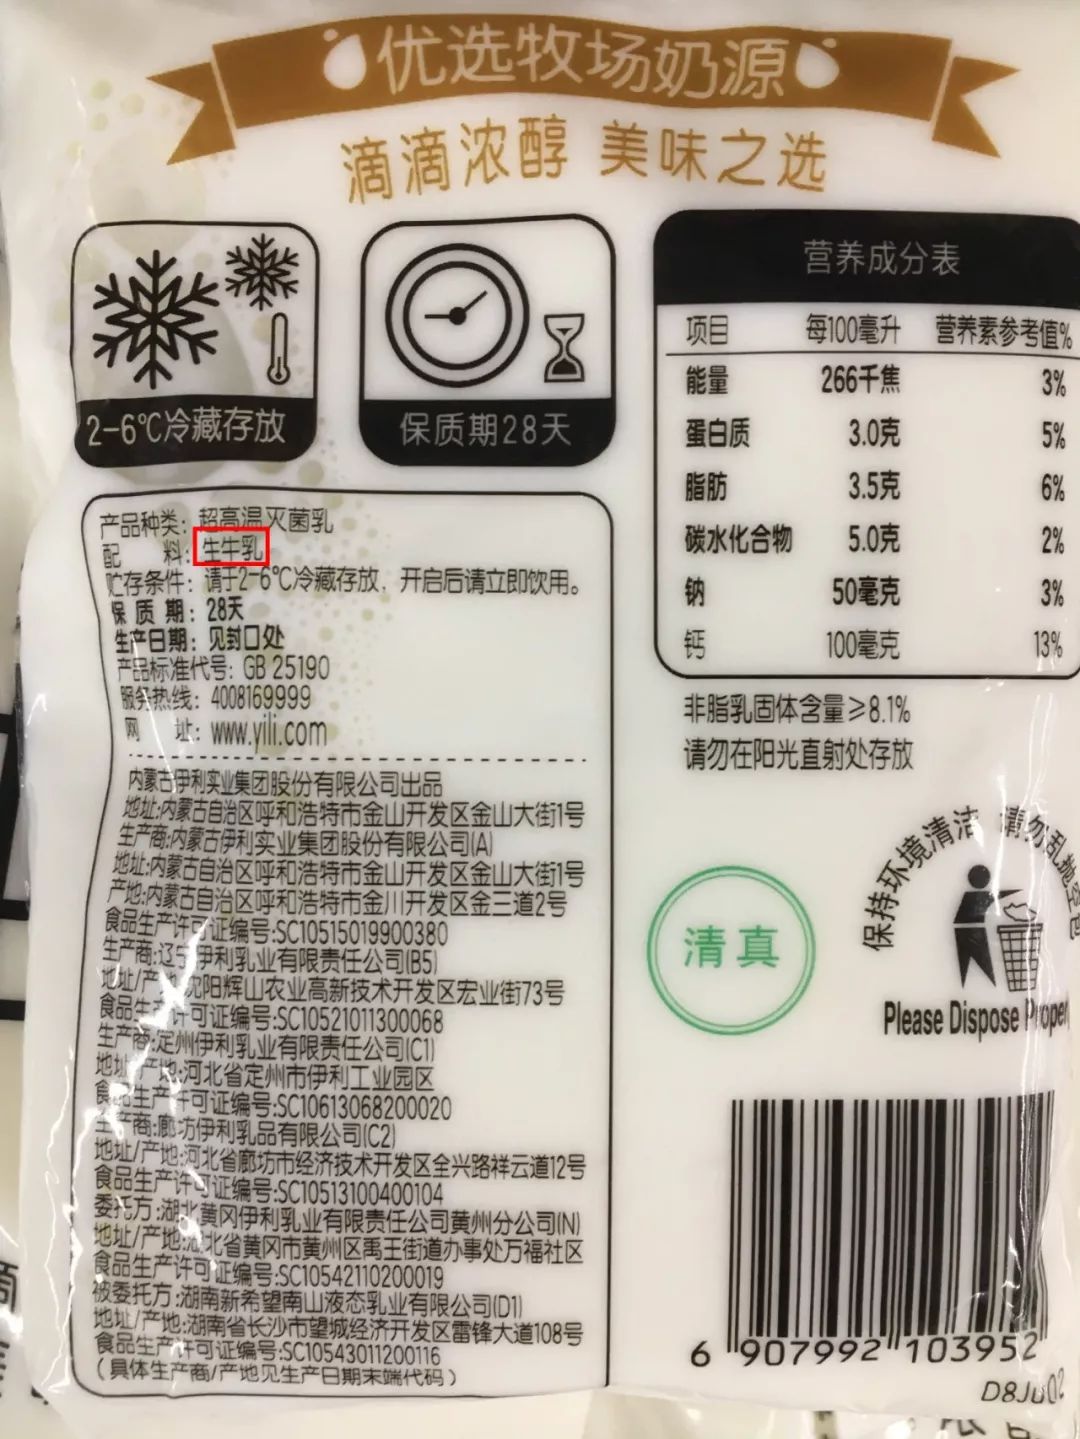 优选牧场奶源
滴滴浓醇 美味之选
2-6℃冷藏存放
保质期28天
营养成分表
项目 每100毫升 营养素参考值%
能量 266千焦 3%
蛋白质 3.0克 5%
脂肪 3.5克 6%
碳水化合物 5.0克 2%
钠 50毫克 3%
钙 100毫克 13%
非脂乳固体含量≥8.1%
请勿在阳光直射处存放
产品种类：超高温灭菌乳
配 料：生牛乳
贮存条件：请于2-6℃冷藏存放，开启后请立即饮用。
保质期：28天
生产日期：见封口处
产品标准代号：GB 25190
服务热线：4008169999
网 址：www.yili.com
内蒙古伊利实业集团股份有限公司出品
地址:内蒙古自治区呼和浩特市金山开发区金山大街1号
生产商:内蒙古伊利实业集团股份有限公司(A)
地址:内蒙古自治区呼和浩特市金山开发区金山大街1号
产地:内蒙古自治区呼和浩特市金川开发区金三道2号
食品生产许可证编号:SC10515019900380
生产商:辽宁伊利乳业有限责任公司(B5)
地址/产地:沈阳辉山农业高新技术开发区宏业街73号
食品生产许可证编号:SC10521011300068
生产商:定州伊利乳业有限责任公司(C1)
地址/产地:河北省定州市伊利工业园区
食品生产许可证编号:SC10613068200020
生产商:廊坊伊利乳品有限公司(C2)
地址/产地:河北省廊坊市经济技术开发区全兴路祥云道12号
食品生产许可证编号:SC10513100400104
委托方:湖北黄冈伊利乳业有限责任公司黄州分公司(N)
地址/产地:湖北省黄冈市黄州区禹王街道办事处万福社区
食品生产许可证编号:SC10542110200019
被委托方:湖南新希望南山液态乳业有限公司(D1)
地址/产地:湖南省长沙市望城经济开发区雷锋大道108号
食品生产许可证编号:SC10543011200116
(具体生产商/产地见生产日期末端代码)
清真
保持环境清洁 请勿乱抛空包
Please Dispose Proper
6 907992 103952
D8JU02